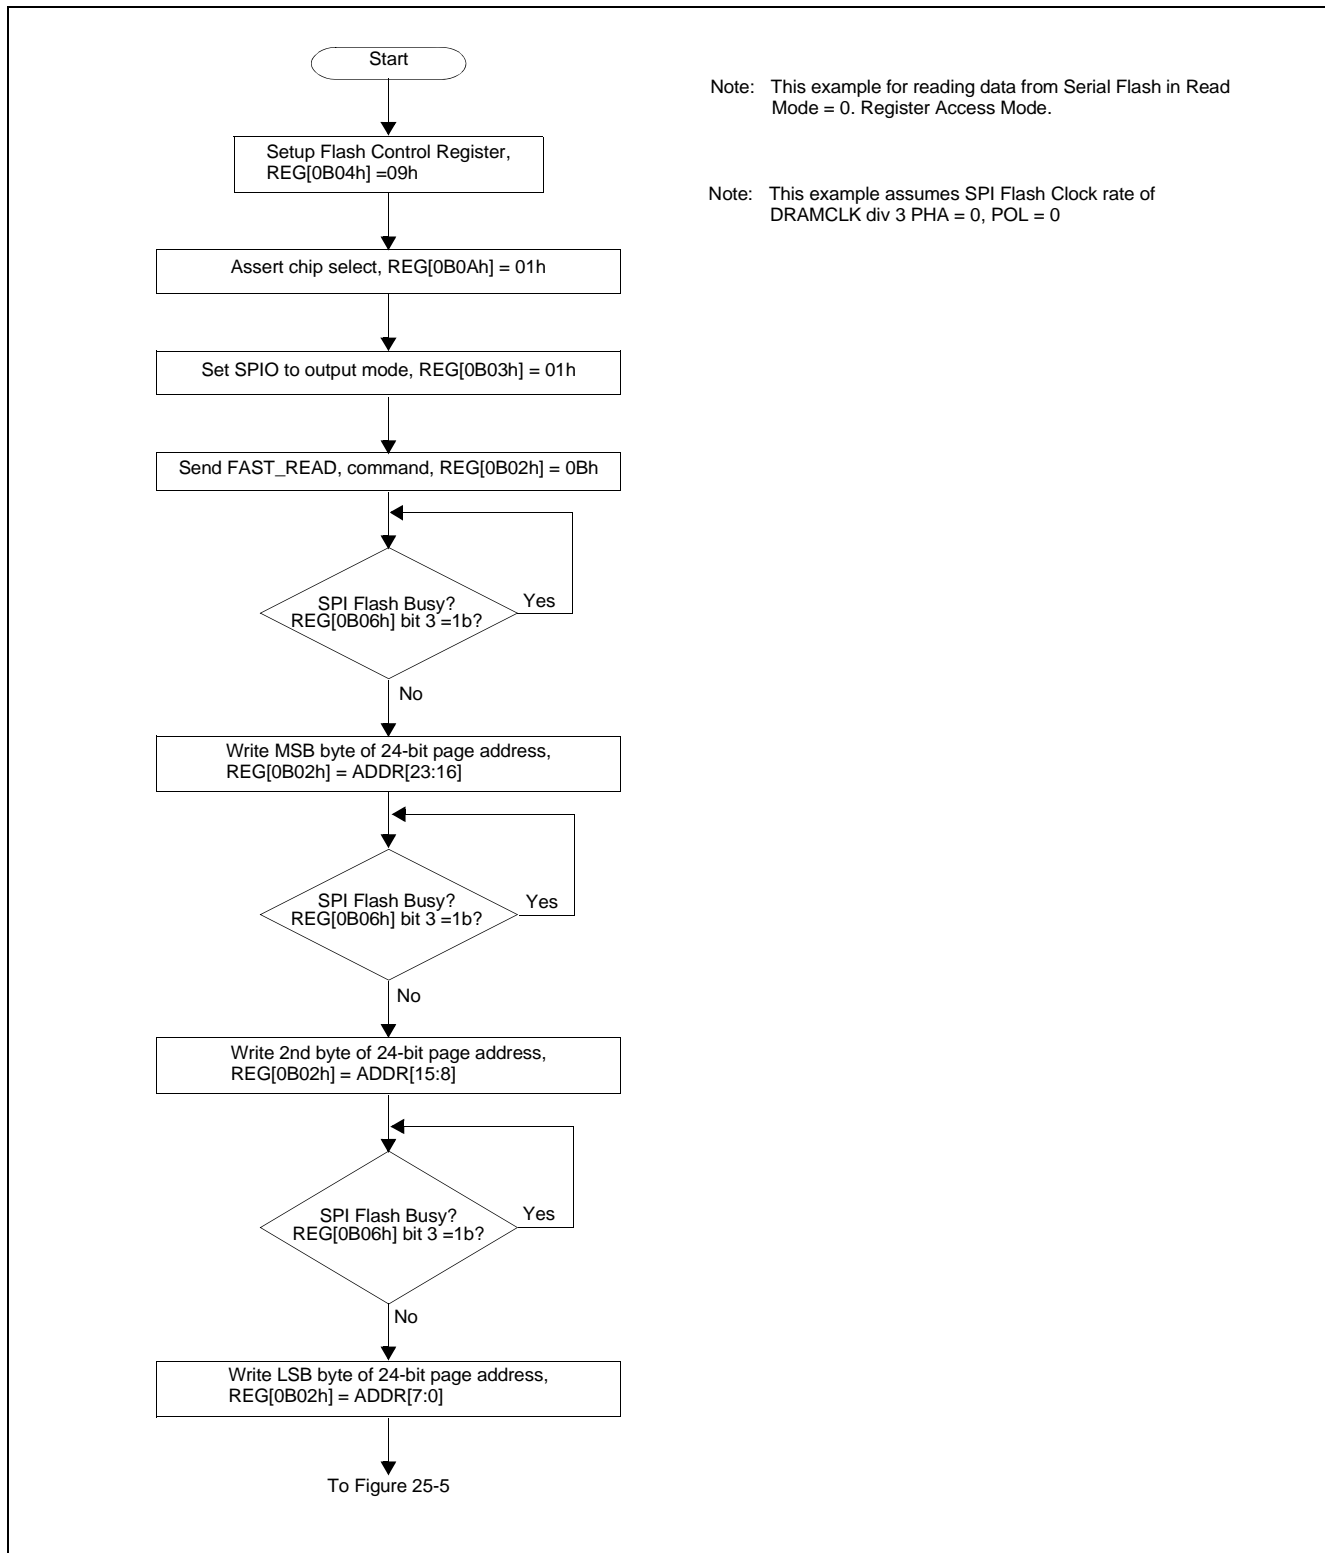 Start
Note: This example for reading data from Serial Flash in Read
Mode = 0. Register Access Mode.
Setup Flash Control Register,
REG[0B04h] =09h
Note: This example assumes SPI Flash Clock rate of
DRAMCLK div 3 PHA = 0, POL = 0
Assert chip select, REG[0B0Ah] = 01h
Set SPIO to output mode, REG[0B03h] = 01h
Send FAST_READ, command, REG[0B02h] = 0Bh
SPI Flash Busy?
REG[0B06h] bit 3 =1b?
Yes
No
Write MSB byte of 24-bit page address,
REG[0B02h] = ADDR[23:16]
SPI Flash Busy?
REG[0B06h] bit 3 =1b?
Yes
No
Write 2nd byte of 24-bit page address,
REG[0B02h] = ADDR[15:8]
SPI Flash Busy?
REG[0B06h] bit 3 =1b?
Yes
No
Write LSB byte of 24-bit page address,
REG[0B02h] = ADDR[7:0]
To Figure 25-5